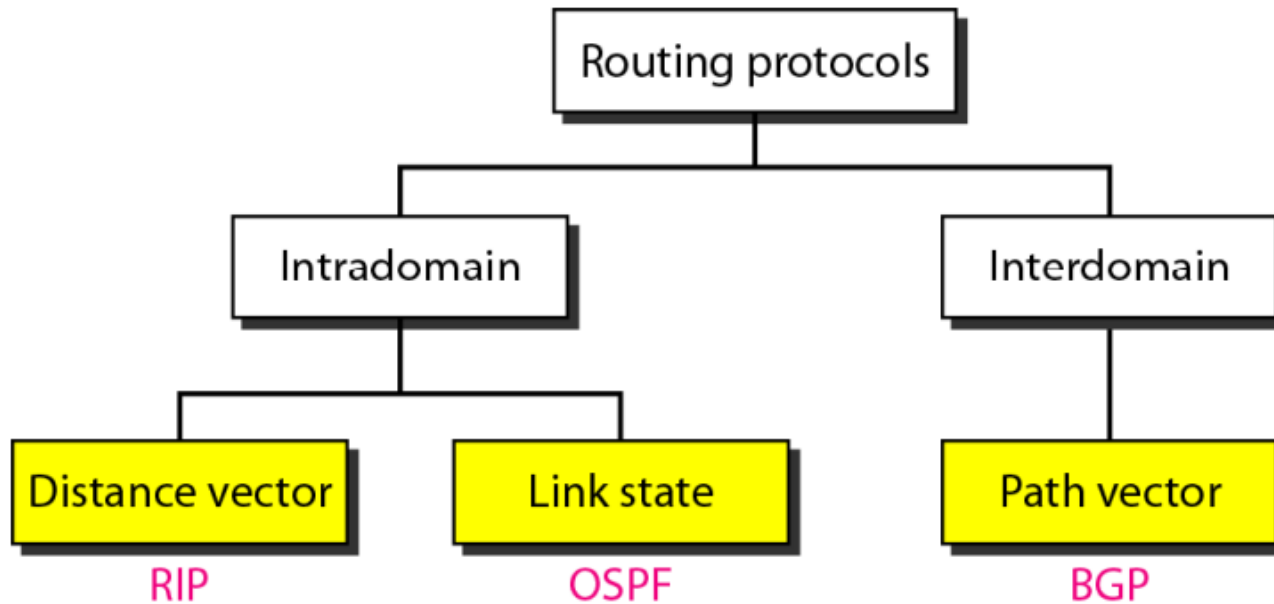 Routing protocols
Intradomain
Interdomain
Distance vector
Link state
Path vector
RIP
OSPF
BGP